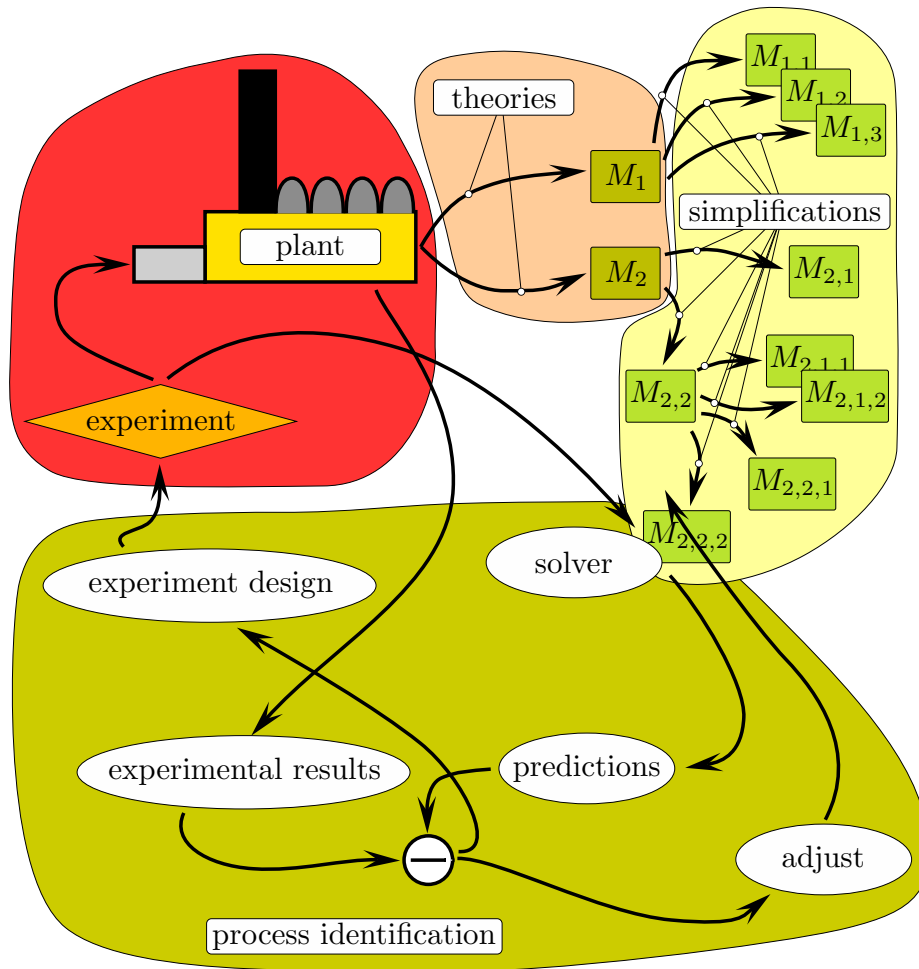 theories
M1,1
M1,2
M1,3
M1
simplifications
plant
M2
M2,1
M2,1,1
M2,2
M2,1,2
experiment
M2,2,1
M2,2,2
solver
experiment design
experimental results
predictions
adjust
process identification